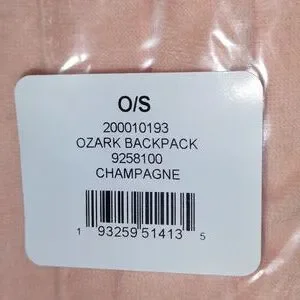 O/S
200010193
OZARK BACKPACK
9258100
CHAMPAGNE
1 93259 51413 5